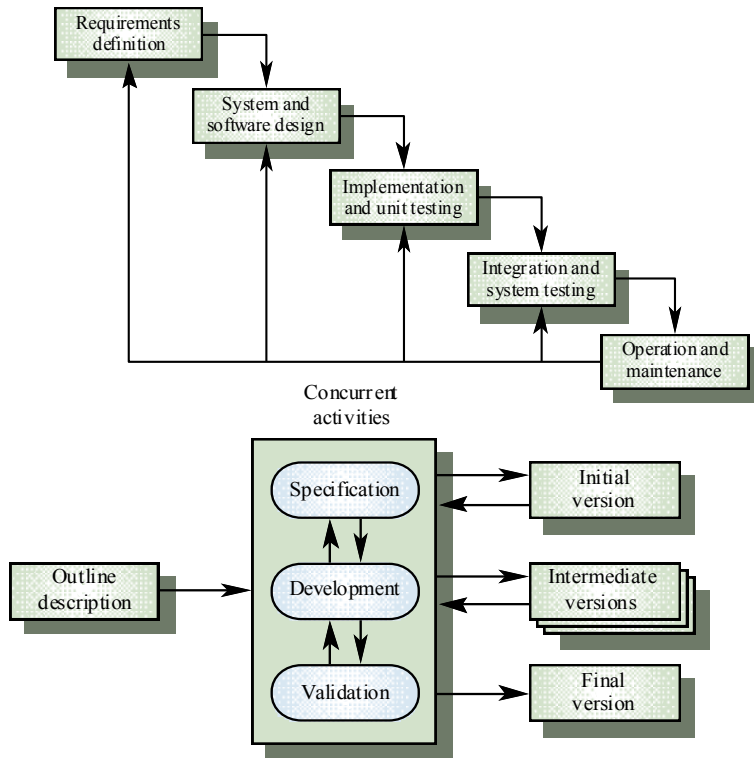 Requirements
definition
System and
software design
Implementation
and unit testing
Integration and
system testing
Operation and
maintenance
Concurrent
activities
Specification
Initial
version
Outline
description
Development
Intermediate
versions
Validation
Final
version